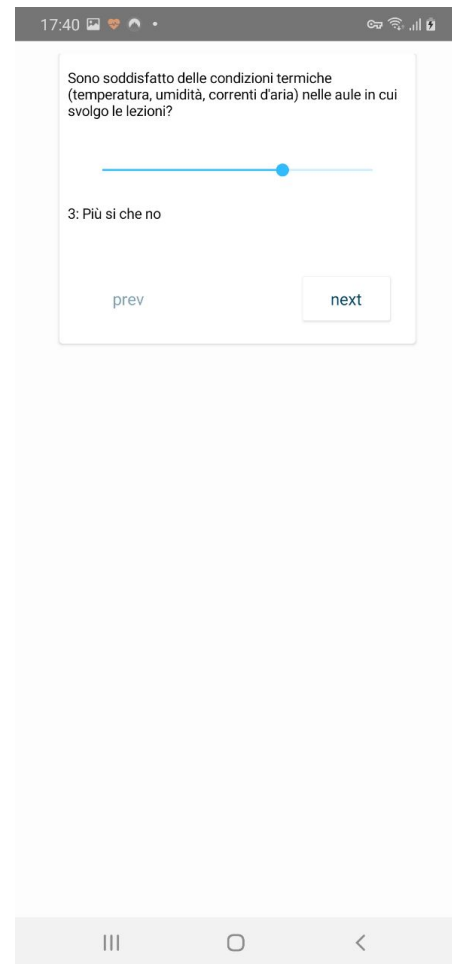 17:40
Sono soddisfatto delle condizioni termiche
(temperatura, umidità, correnti d'aria) nelle aule in cui
svolgo le lezioni?
3: Più si che no
prev
next